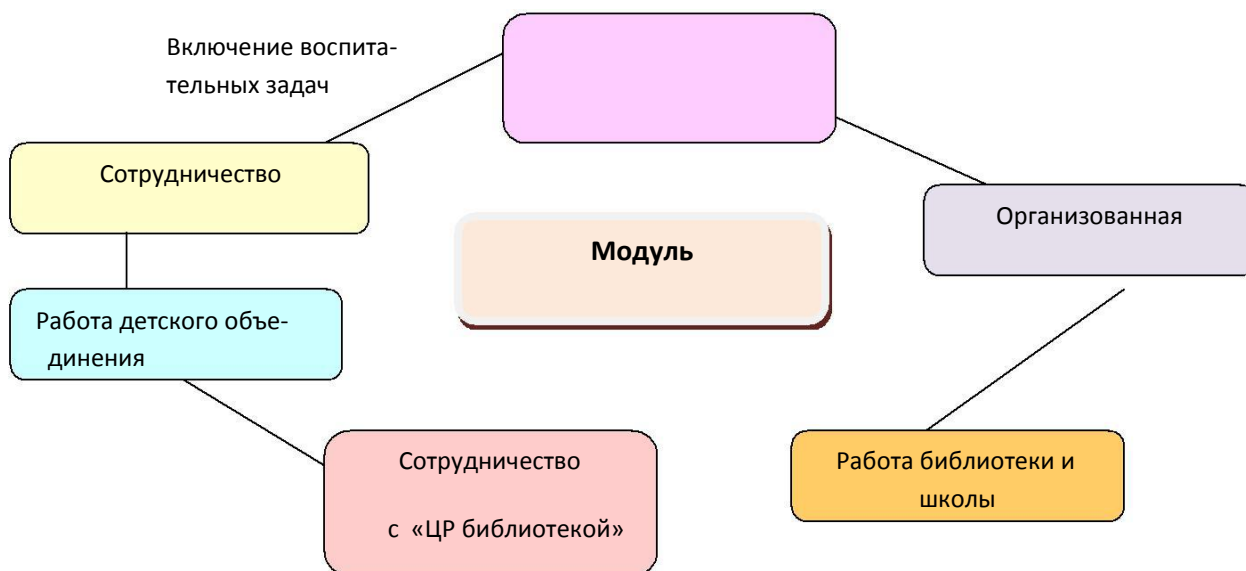 Включение воспита-
тельных задач
Сотрудничество
Организованная
Модуль
Работа детского объе-
динения
Сотрудничество
с «ЦР библиотекой»
Работа библиотеки и
школы